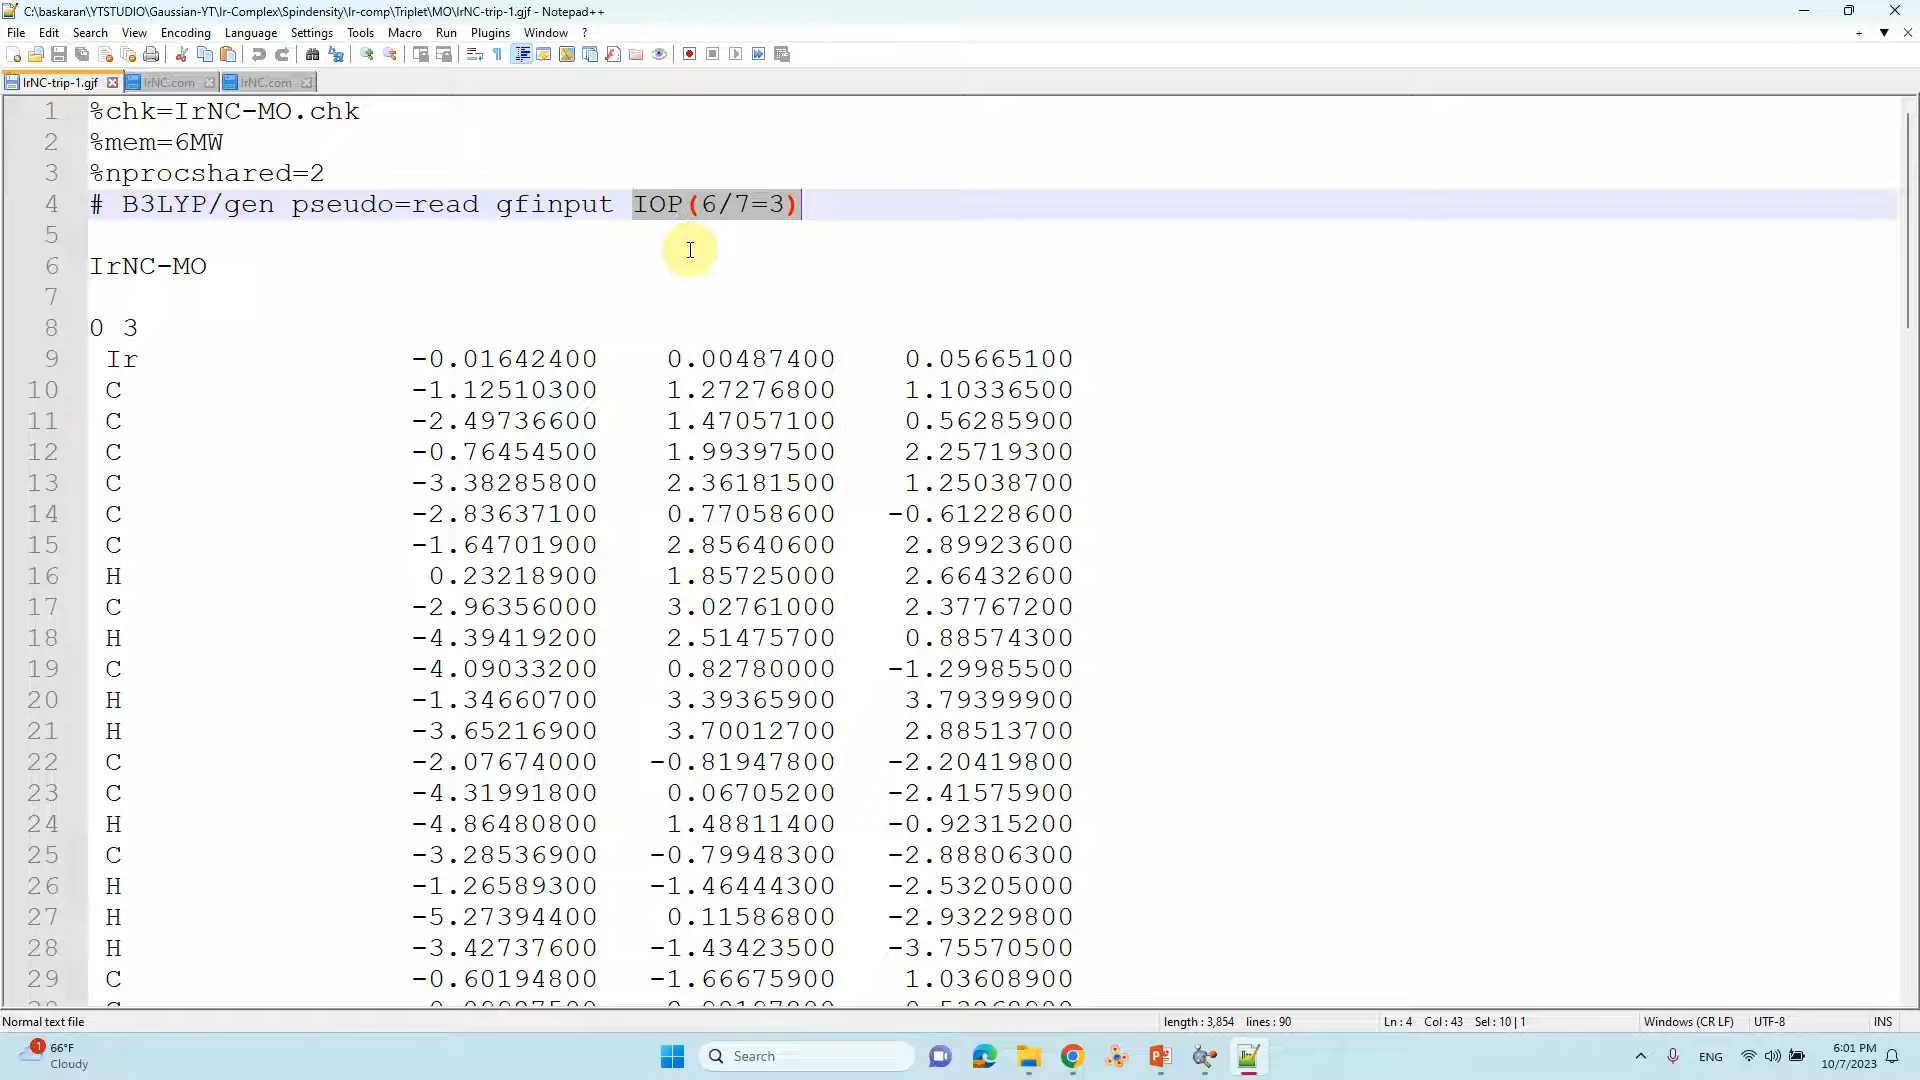 C:\baskaran\YTSTUDIO\Gaussian-YT\Ir-Complex\Spindensity\Ir-comp\Triplet\MO\IrNC-trip-1.gjf - Notepad++
File Edit Search View Encoding Language Settings Tools Macro Run Plugins Window ?
IrNC-trip-1.gjf IrNC.com IrNC.com
1 %chk=IrNC-MO.chk
2 %mem=6MW
3 %nprocshared=2
4 # B3LYP/gen pseudo=read gfinput IOP(6/7=3)
5
6 IrNC-MO
7
8 0 3
9 Ir -0.01642400 0.00487400 0.05665100
10 C -1.12510300 1.27276800 1.10336500
11 C -2.49736600 1.47057100 0.56285900
12 C -0.76454500 1.99397500 2.25719300
13 C -3.38285800 2.36181500 1.25038700
14 C -2.83637100 0.77058600 -0.61228600
15 C -1.64701900 2.85640600 2.89923600
16 H 0.23218900 1.85725000 2.66432600
17 C -2.96356000 3.02761000 2.37767200
18 H -4.39419200 2.51475700 0.88574300
19 C -4.09033200 0.82780000 -1.29985500
20 H -1.34660700 3.39365900 3.79399900
21 H -3.65216900 3.70012700 2.88513700
22 C -2.07674000 -0.81947800 -2.20419800
23 C -4.31991800 0.06705200 -2.41575900
24 H -4.86480800 1.48811400 -0.92315200
25 C -3.28536900 -0.79948300 -2.88806300
26 H -1.26589300 -1.46444300 -2.53205000
27 H -5.27394400 0.11586800 -2.93229800
28 H -3.42737600 -1.43423500 -3.75570500
29 C -0.60194800 -1.66675900 1.03608900
Normal text file length : 3,854 lines : 90 Ln : 4 Col : 43 Sel : 10 | 1 Windows (CR LF) UTF-8 INS
1 66°F
Cloudy
Search
ENG
6:01 PM
10/7/2023